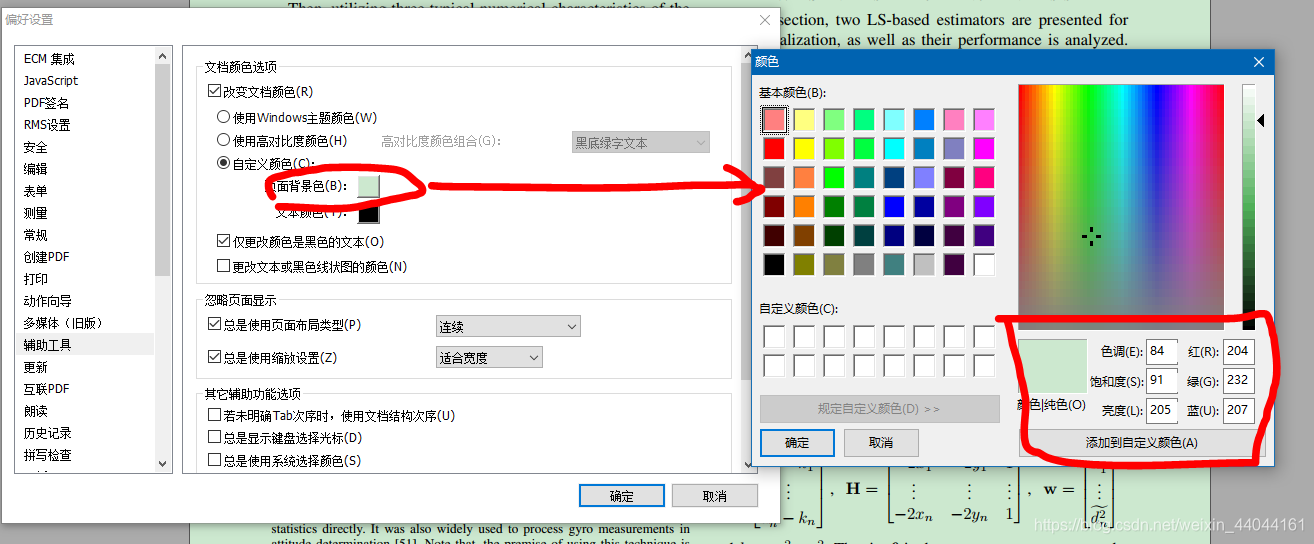 Then, utilizing three typical numerical characteristics of the
section, two LS-based estimators are presented for
alization, as well as their performance is analyzed.
偏好设置
ECM 集成
JavaScript
PDF签名
RMS设置
安全
编辑
表单
测量
常规
创建PDF
打印
动作向导
多媒体（旧版）
辅助工具
更新
互联PDF
朗读
历史记录
拼写检查
文档颜色选项
改变文档颜色(R)
使用Windows主题颜色(W)
使用高对比度颜色(H) 高对比度颜色组合(G): 黑底绿字文本
自定义颜色(C):
页面背景色(B):
文本颜色(T):
仅更改颜色是黑色的文本(O)
更改文本或黑色线状图的颜色(N)
忽略页面显示
总是使用页面布局类型(P) 连续
总是使用缩放设置(Z) 适合宽度
其它辅助功能选项
若未明确Tab次序时，使用文档结构次序(U)
总是显示键盘选择光标(D)
总是使用系统选择颜色(S)
确定 取消
颜色
基本颜色(B):
自定义颜色(C):
规定自定义颜色(D) >>
确定 取消
色调(E): 84 红(R): 204
饱和度(S): 91 绿(G): 232
颜色|纯色(O) 亮度(L): 205 蓝(U): 207
添加到自定义颜色(A)
⋮ , H = ⋮ ⋮ ⋮ , w = ⋮
n − kn −2xn −2yn 1
statistics directly. It was also widely used to process gyro measurements in
attitude determination [51]. Note that, the premise of using this technique is
https://blog.csdn.net/weixin_44044161